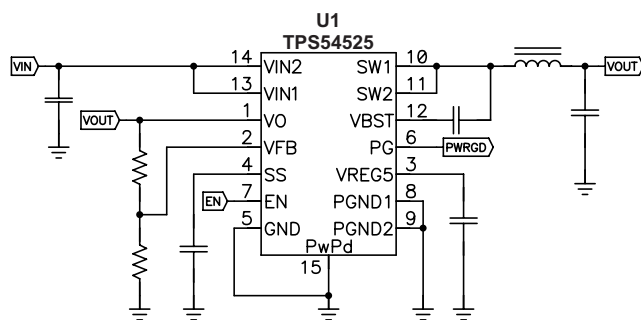 U1
TPS54525
VIN 14 VIN2 SW1 10 VOUT
13 VIN1 SW2 11
VOUT 1 VO VBST 12
2 VFB PG 6 PWRGD
4 SS VREG5 3
EN 7 EN PGND1 8
5 GND PGND2 9
PwPd
15